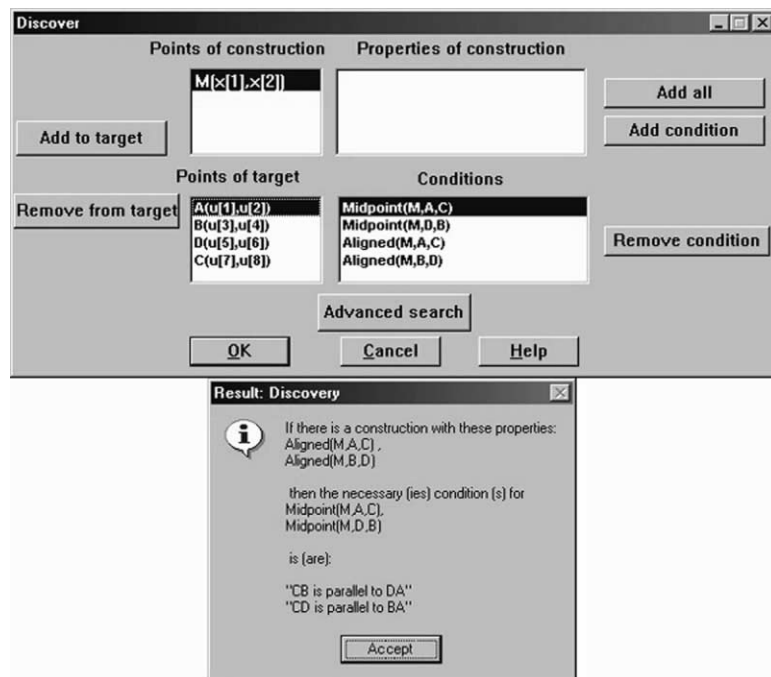 Discover
Points of construction Properties of construction
M(x[1],x[2])
Add all
Add to target
Add condition
Points of target Conditions
Remove from target
A(u[1],u[2])
B(u[3],u[4])
D(u[5],u[6])
C(u[7],u[8])
Midpoint(M,A,C)
Midpoint(M,D,B)
Aligned(M,A,C)
Aligned(M,B,D)
Remove condition
Advanced search
OK Cancel Help
Result: Discovery
If there is a construction with these properties:
Aligned(M,A,C) ,
Aligned(M,B,D)
then the necessary (ies) condition (s) for
Midpoint(M,A,C),
Midpoint(M,D,B)
is (are):
"CB is parallel to DA"
"CD is parallel to BA"
Accept